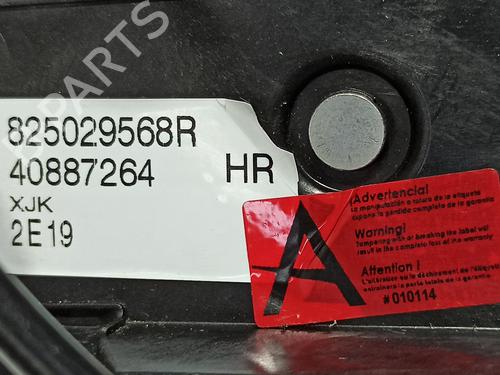 PARTS
825029568R
40887264
HR
XJK
2E19
A
Advertencia!
La manipulación o rotura de la etiqueta
expone la pérdida completa de la garantía
Warning!
Tampering with or breaking the label will
result in the complete loss of the warranty
Attention !
L'altération ou le déchirement de l'étiquette
entraînera la perte totale de la garantie.
#010114